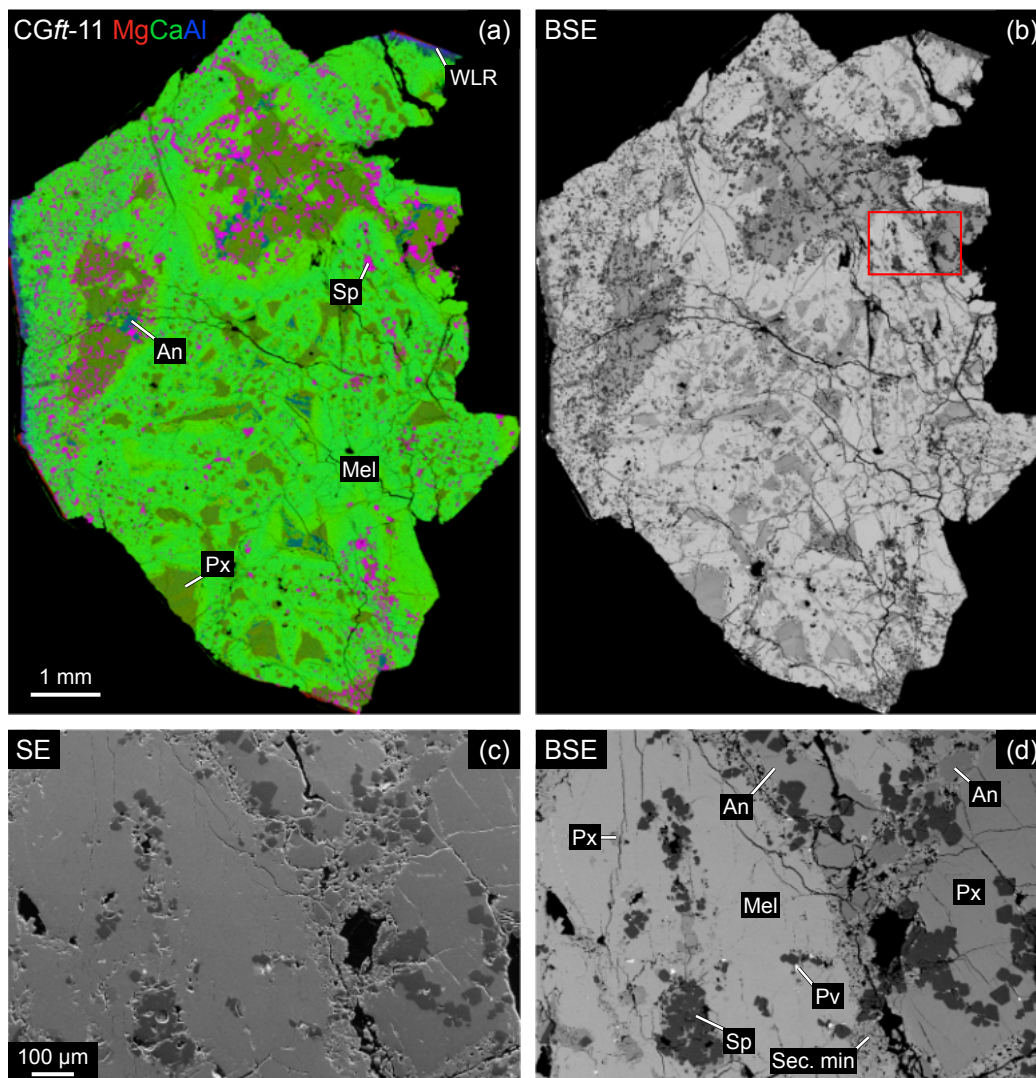 CGft-11 MgCaAl (a)
WLR
Sp
An
Mel
Px
1 mm
BSE (b)
SE (c)
100 µm
BSE (d)
An
An
Px
Px
Mel
Pv
Sp
Sec. min